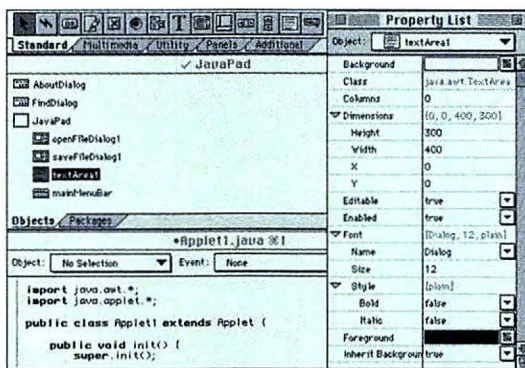 Standard Multimedia Utility Panels Additional
✓ JavaPad
AboutDialog
FindDialog
JavaPad
openFileDialog1
saveFileDialog1
textArea1
mainMenuBar
Objects Packages
•Applet1.java ⌘1
Object: No Selection Event: None
import java.awt.*;
import java.applet.*;
public class Applet1 extends Applet {
public void init() {
super.init();
Property List
Object: textArea1
Background
Class java.awt.TextArea
Columns 0
Dimensions [0, 0, 400, 300]
Height 300
Width 400
X 0
Y 0
Editable true
Enabled true
Font [Dialog, 12, plain]
Name Dialog
Size 12
Style [plain]
Bold false
Italic false
Foreground
Inherit Backgroun true